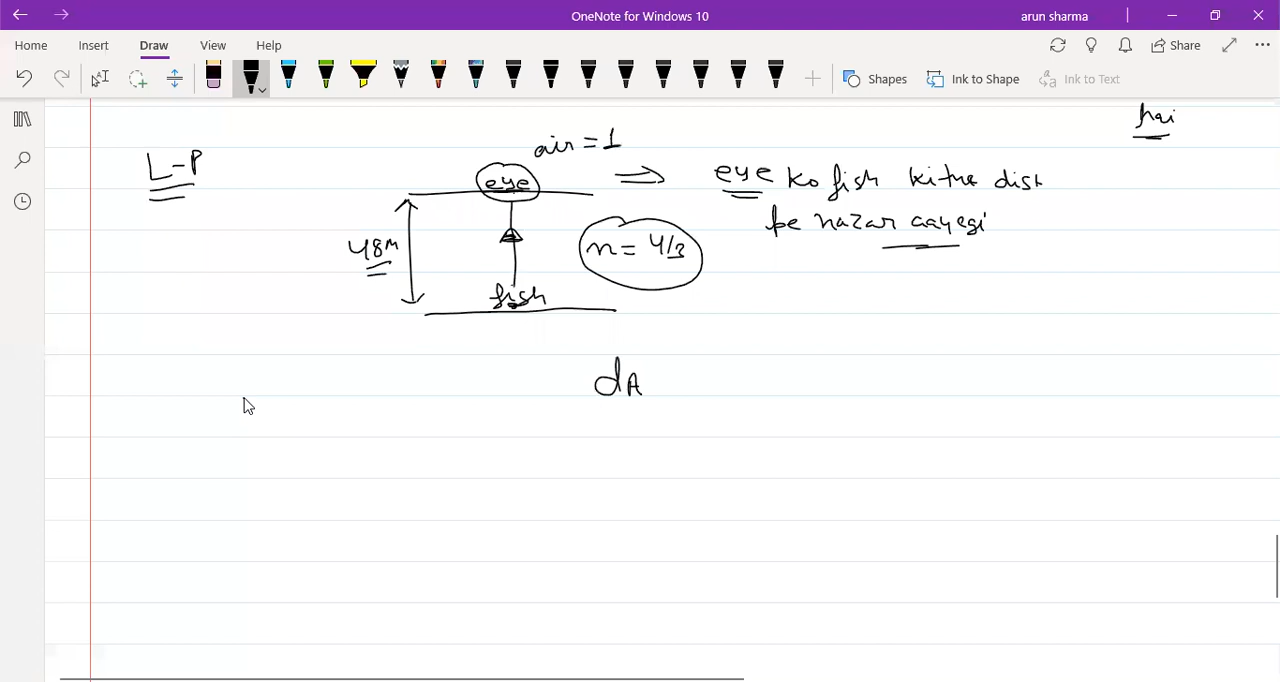 OneNote for Windows 10
arun sharma
Home Insert Draw View Help
Share
Shapes
Ink to Shape
Ink to Text
hai
L-P
air = 1
eye
⇒ eye ko fish kitne dist
pe nazar aayegi
48M
n = 4/3
fish
dA